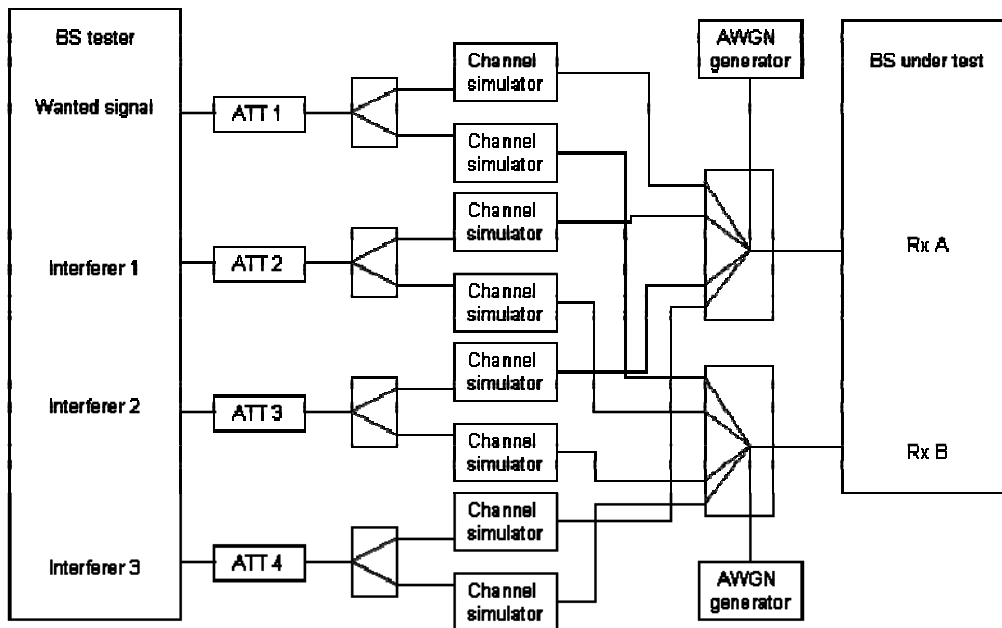 BS tester
Wanted signal
Interferer 1
Interferer 2
Interferer 3
ATT 1
ATT 2
ATT 3
ATT 4
Channel
simulator
Channel
simulator
Channel
simulator
Channel
simulator
Channel
simulator
Channel
simulator
Channel
simulator
Channel
simulator
AWGN
generator
AWGN
generator
BS under test
Rx A
Rx B